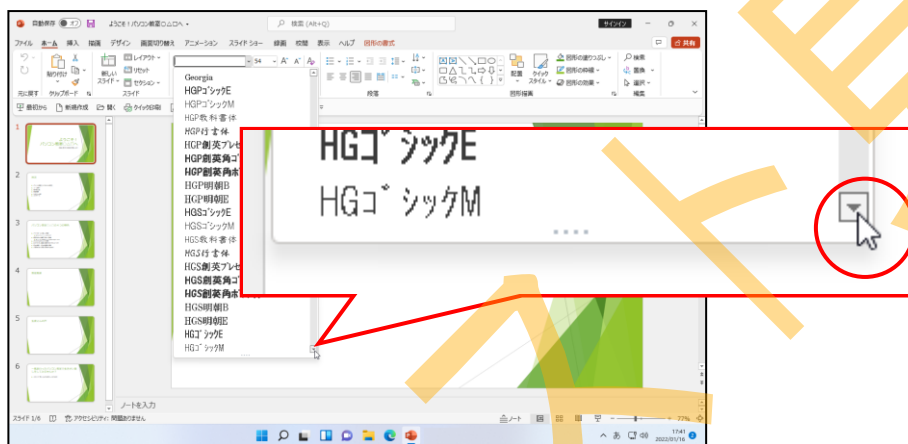 自動保存 オフ ようこそ！パソコン教室〇△□へ 検索 (Alt+Q) サインイン
ファイル ホーム 挿入 描画 デザイン 画面切り替え アニメーション スライド ショー 録画 校閲 表示 ヘルプ 図形の書式 共有
貼り付け 新しいスライド レイアウト リセット セクション 54 配置 クイックスタイル 図形の塗りつぶし 図形の枠線 図形の効果 検索 置換 選択
元に戻す クリップボード スライド 段落 図形描画 編集
最初から 新規作成 開く クイック印刷
Georgia
HGPゴシックE
HGPゴシックM
HGP教科書体
HGP行書体
HGP創英プレゼ
HGP創英角ゴ
HGP創英角ポ
HGP明朝B
HGP明朝E
HGSゴシックE
HGSゴシックM
HGS教科書体
HGS行書体
HGS創英プレゼ
HGS創英角ゴ
HGS創英角ポ
HGS明朝B
HGS明朝E
HGゴシックE
HGゴシックM
HGゴシックE
HGゴシックM
1
2
3
4
5
6
ノートを入力
スライド 1/6 アクセシビリティ: 問題ありません ノート 77%
あ 17:41
2022/01/16